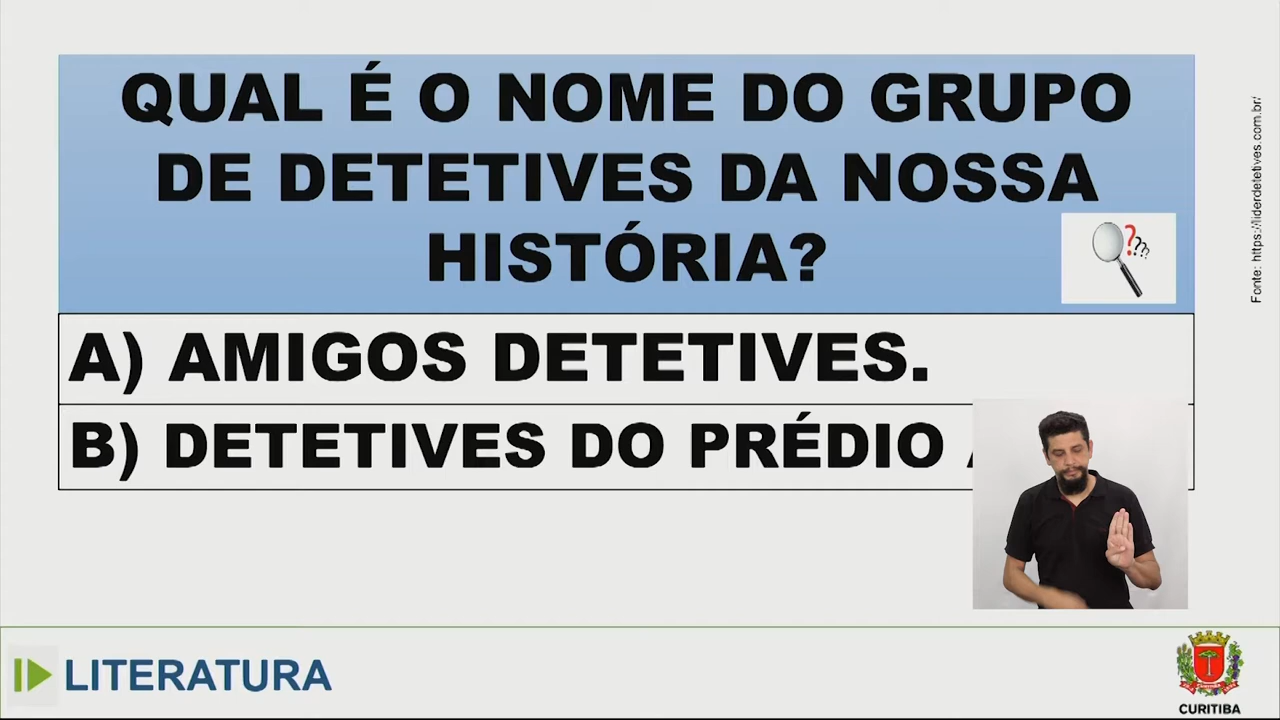 QUAL É O NOME DO GRUPO
DE DETETIVES DA NOSSA
HISTÓRIA?
???
A) AMIGOS DETETIVES.
B) DETETIVES DO PRÉDIO
Fonte: https://liderdetetives.com.br/
LITERATURA
CURITIBA